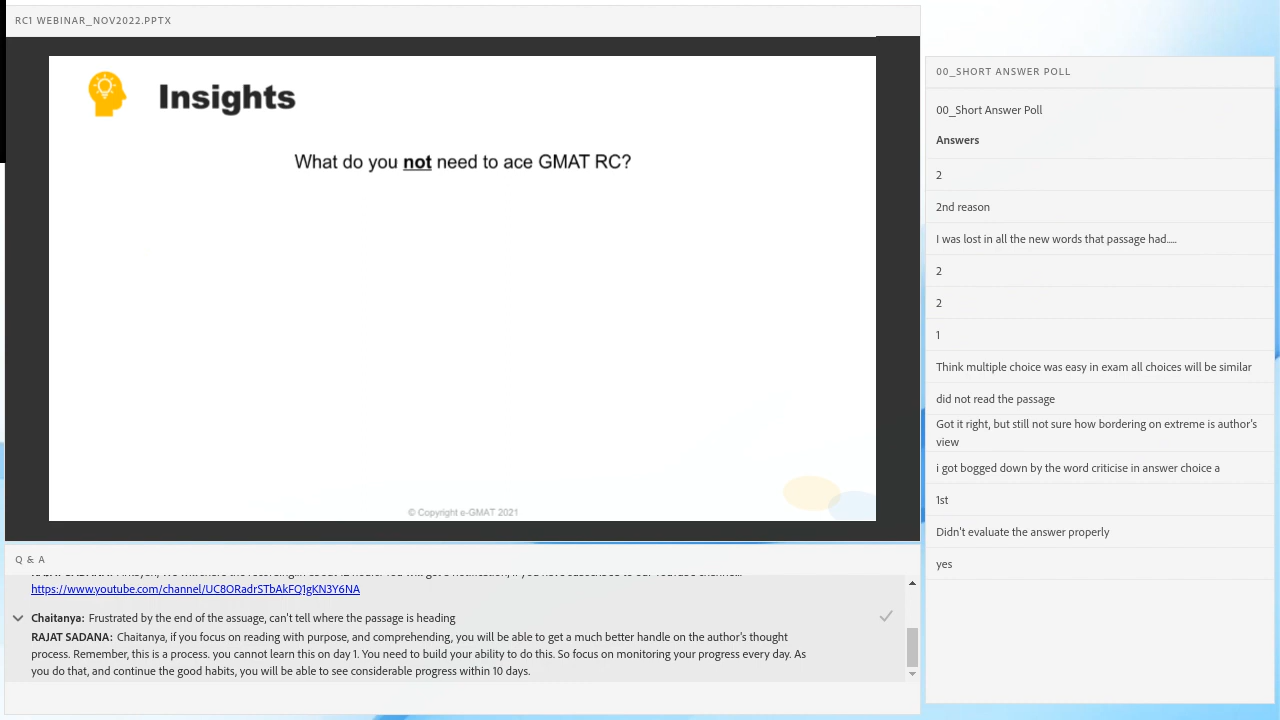 RC1 WEBINAR_NOV2022.PPTX
Insights
What do you not need to ace GMAT RC?
© Copyright e-GMAT 2021
Q & A
https://www.youtube.com/channel/UC8ORadrSTbAkFQ1gKN3Y6NA
Chaitanya: Frustrated by the end of the assuage, can't tell where the passage is heading
RAJAT SADANA: Chaitanya, if you focus on reading with purpose, and comprehending, you will be able to get a much better handle on the author's thought
process. Remember, this is a process. you cannot learn this on day 1. You need to build your ability to do this. So focus on monitoring your progress every day. As
you do that, and continue the good habits, you will be able to see considerable progress within 10 days.
00_SHORT ANSWER POLL
00_Short Answer Poll
Answers
2
2nd reason
I was lost in all the new words that passage had.....
2
2
1
Think multiple choice was easy in exam all choices will be similar
did not read the passage
Got it right, but still not sure how bordering on extreme is author's
view
i got bogged down by the word criticise in answer choice a
1st
Didn't evaluate the answer properly
yes